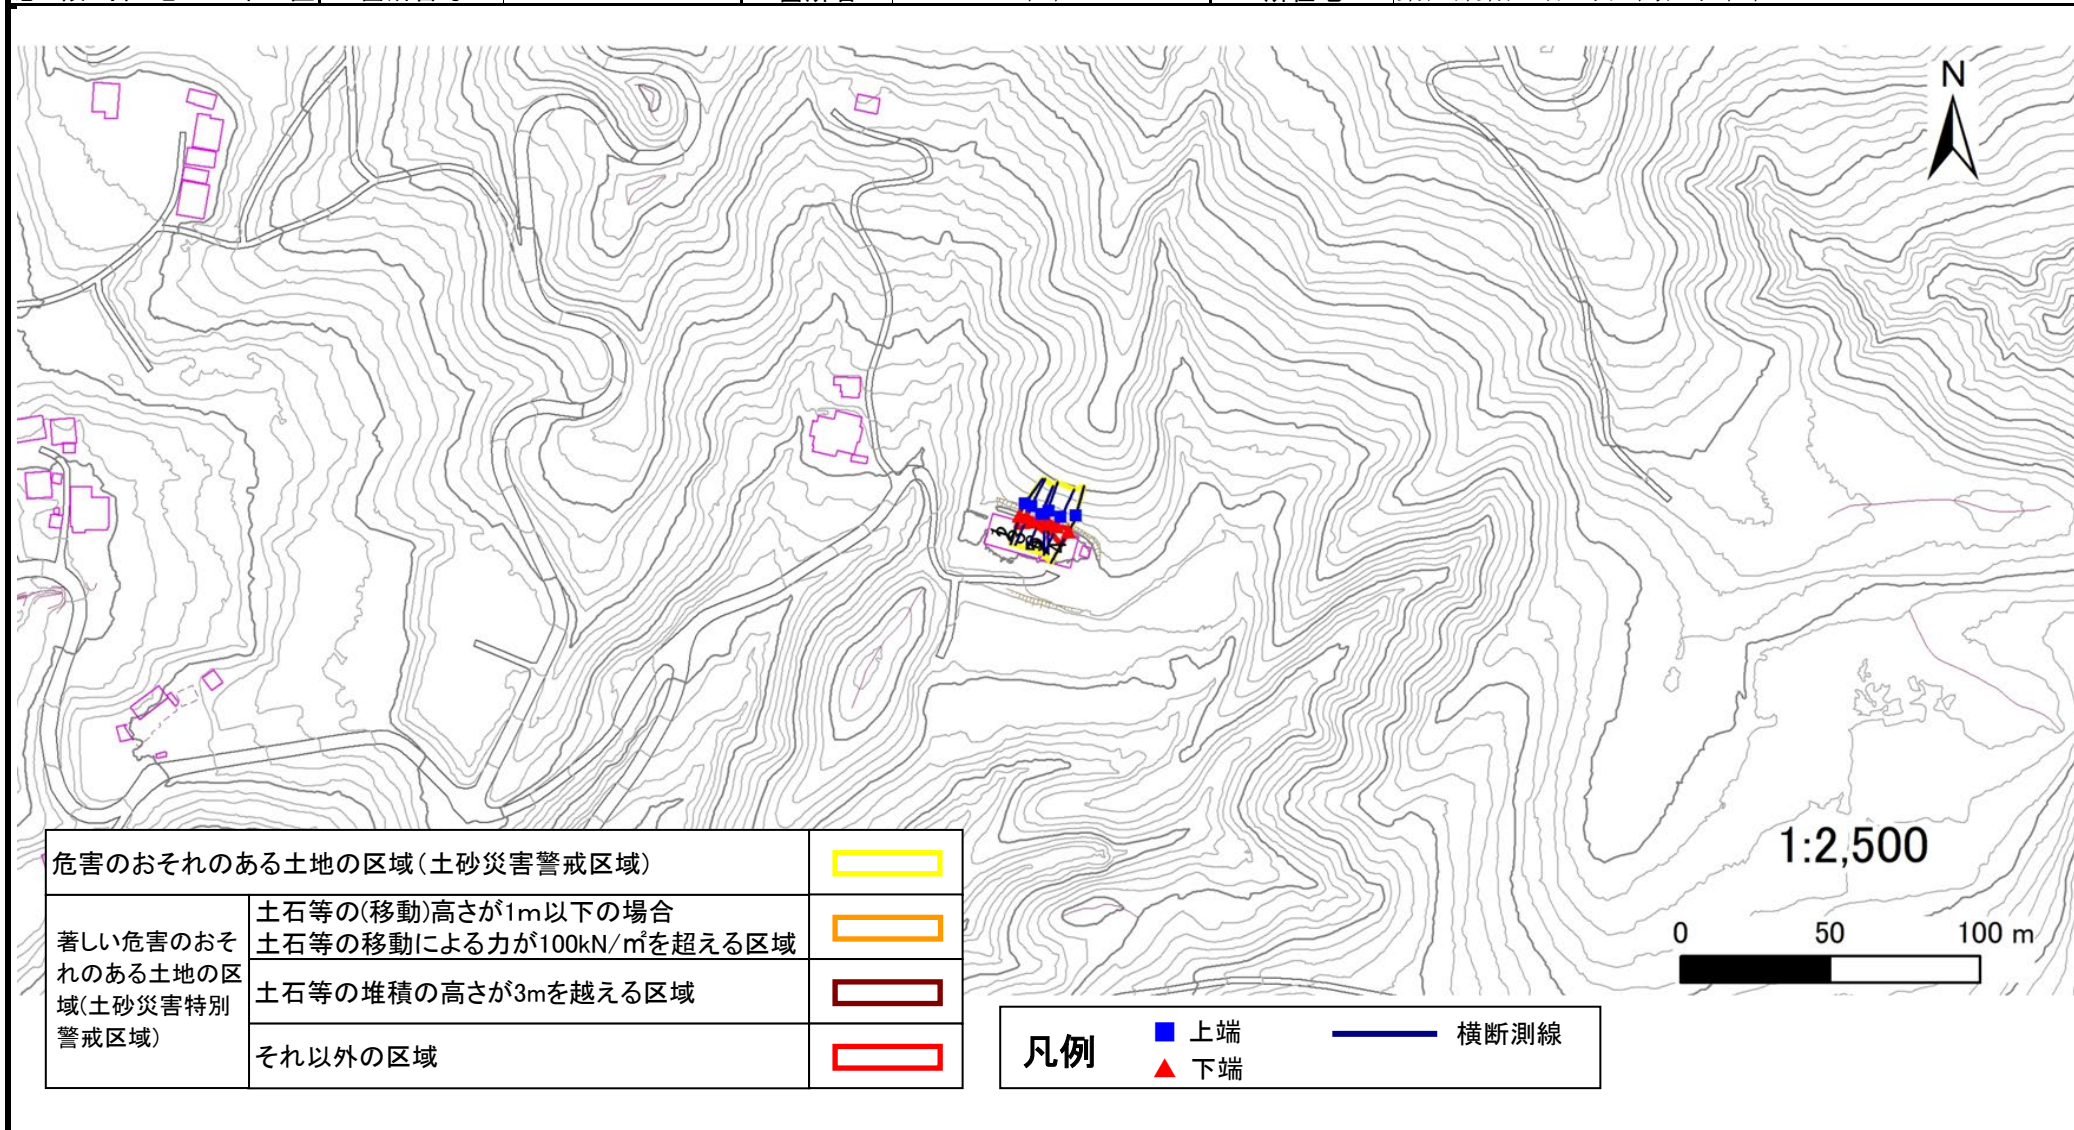 N
1:2,500
0 50 100 m
危害のおそれのある土地の区域(土砂災害警戒区域)
著しい危害のおそ
れのある土地の区
域(土砂災害特別
警戒区域)
土石等の(移動)高さが1m以下の場合
土石等の移動による力が100kN/㎡を超える区域
土石等の堆積の高さが3mを越える区域
それ以外の区域
凡例
上端
下端
横断測線